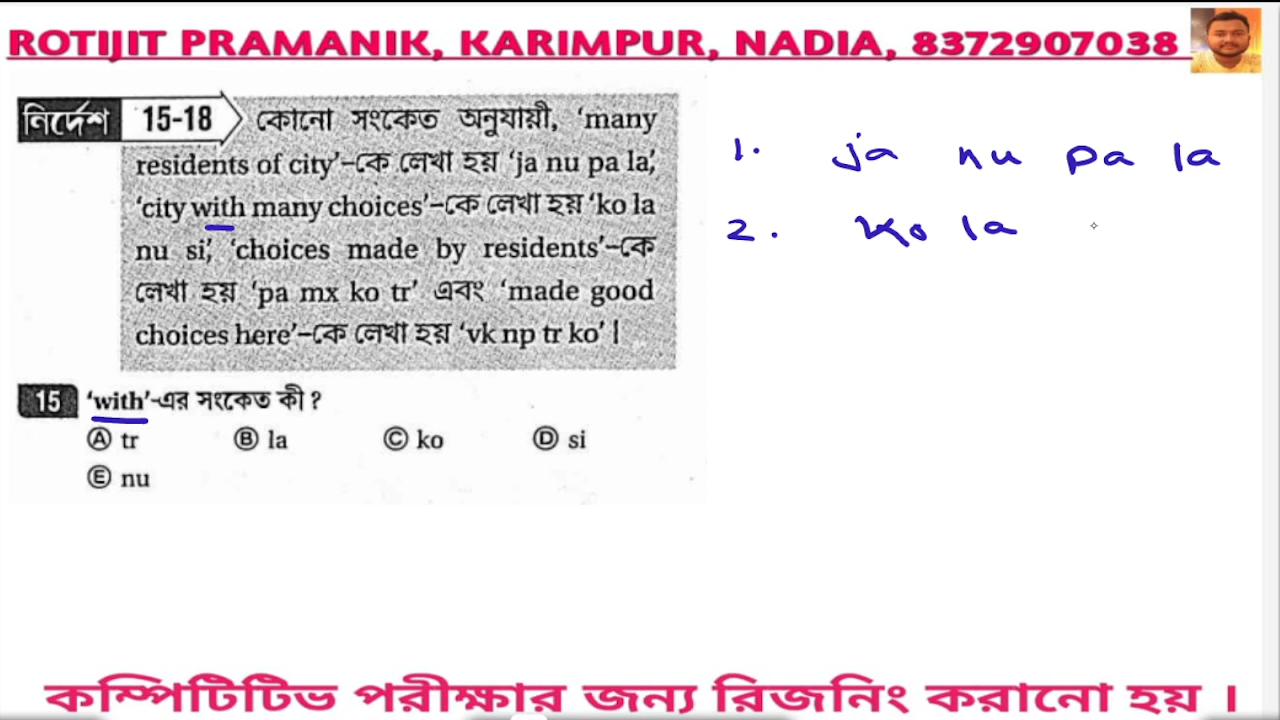 ROTIJIT PRAMANIK, KARIMPUR, NADIA, 8372907038
নির্দেশ 15-18 কোনো সংকেত অনুযায়ী, 'many
residents of city'–কে লেখা হয় 'ja nu pa la',
'city with many choices'–কে লেখা হয় 'ko la
nu si', 'choices made by residents'–কে
লেখা হয় 'pa mx ko tr' এবং 'made good
choices here'–কে লেখা হয় 'vk np tr ko' |
15 'with'-এর সংকেত কী ?
Ⓐ tr Ⓑ la Ⓒ ko Ⓓ si
Ⓔ nu
1. ja nu pa la
2. ko la
কম্পিটিটিভ পরীক্ষার জন্য রিজনিং করানো হয় ।